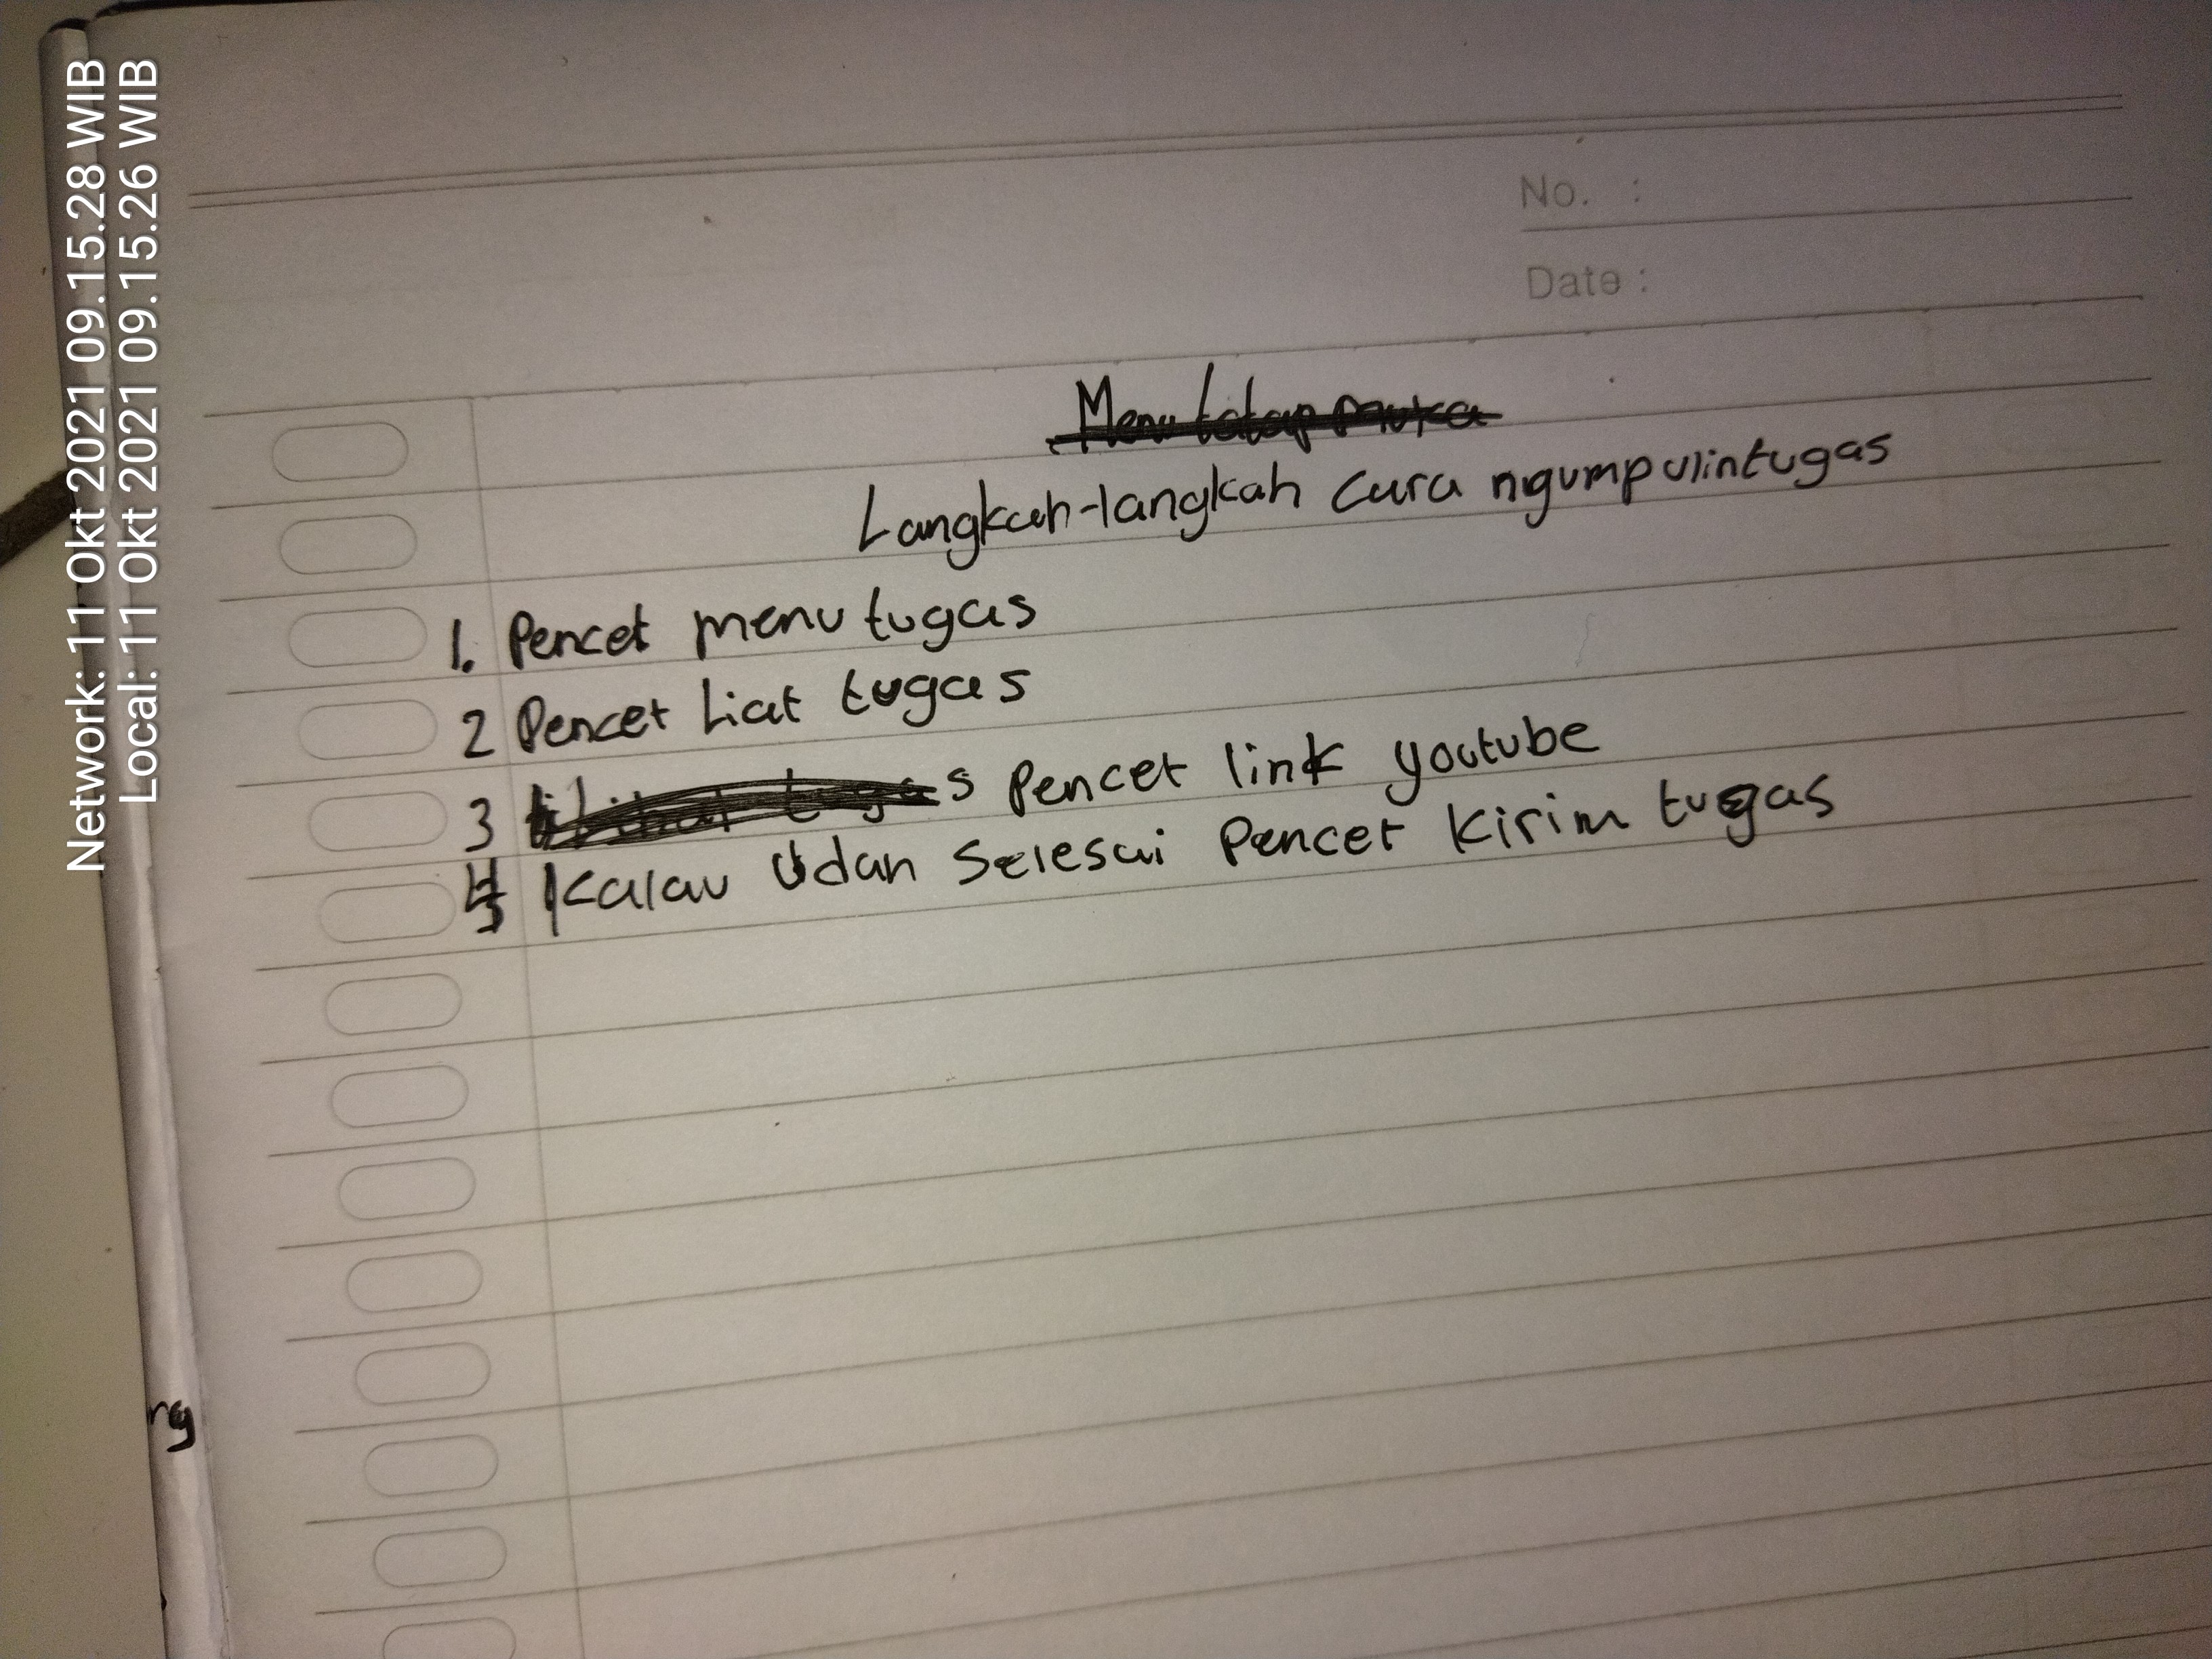 Network: 11 Okt 2021 09.15.28 WIB
Local: 11 Okt 2021 09.15.26 WIB
No. :
Date :
Langkah-langkah cara ngumpulintugas
1. Pencet menu tugas
2 Pencet liat tugas
3 s Pencet link youtube
4 Kalau udah selesai Pencet kirim tugas